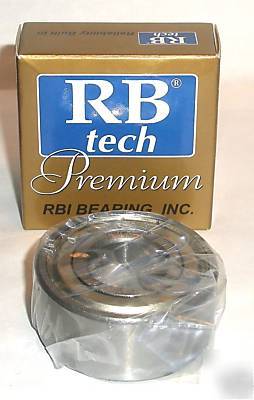 Reliability Built In
RB®
tech
Premium
RBI BEARING, INC.